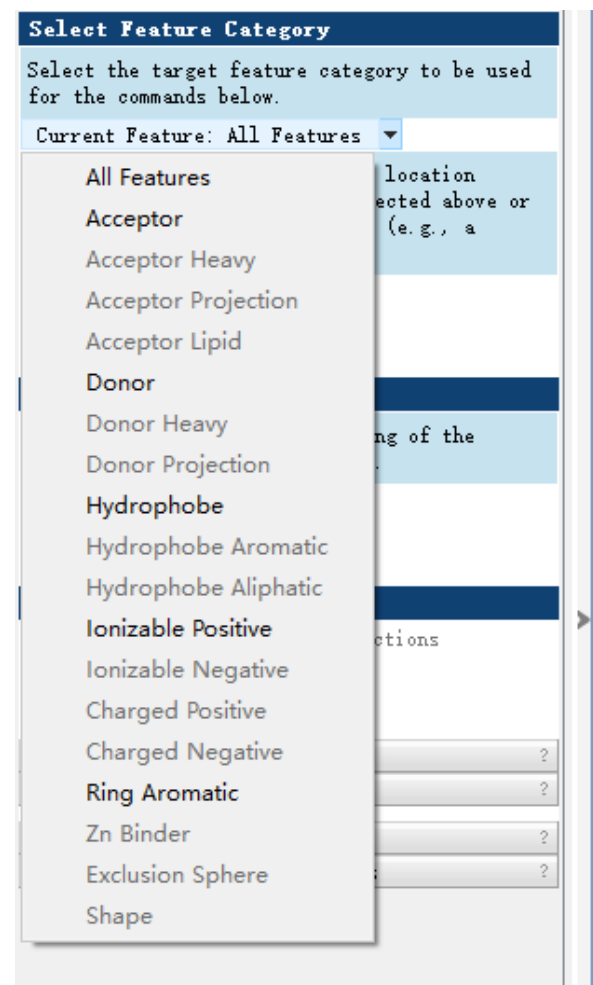 Select Feature Category
Select the target feature category to be used
for the commands below.
Current Feature: All Features
All Features
location
Acceptor
ected above or
(e.g., a
Acceptor Heavy
Acceptor Projection
Acceptor Lipid
Donor
Donor Heavy
ng of the
Donor Projection
.
Hydrophobe
Hydrophobe Aromatic
Hydrophobe Aliphatic
Ionizable Positive
ctions
Ionizable Negative
Charged Positive
Charged Negative
?
Ring Aromatic
?
Zn Binder
?
Exclusion Sphere
?
Shape